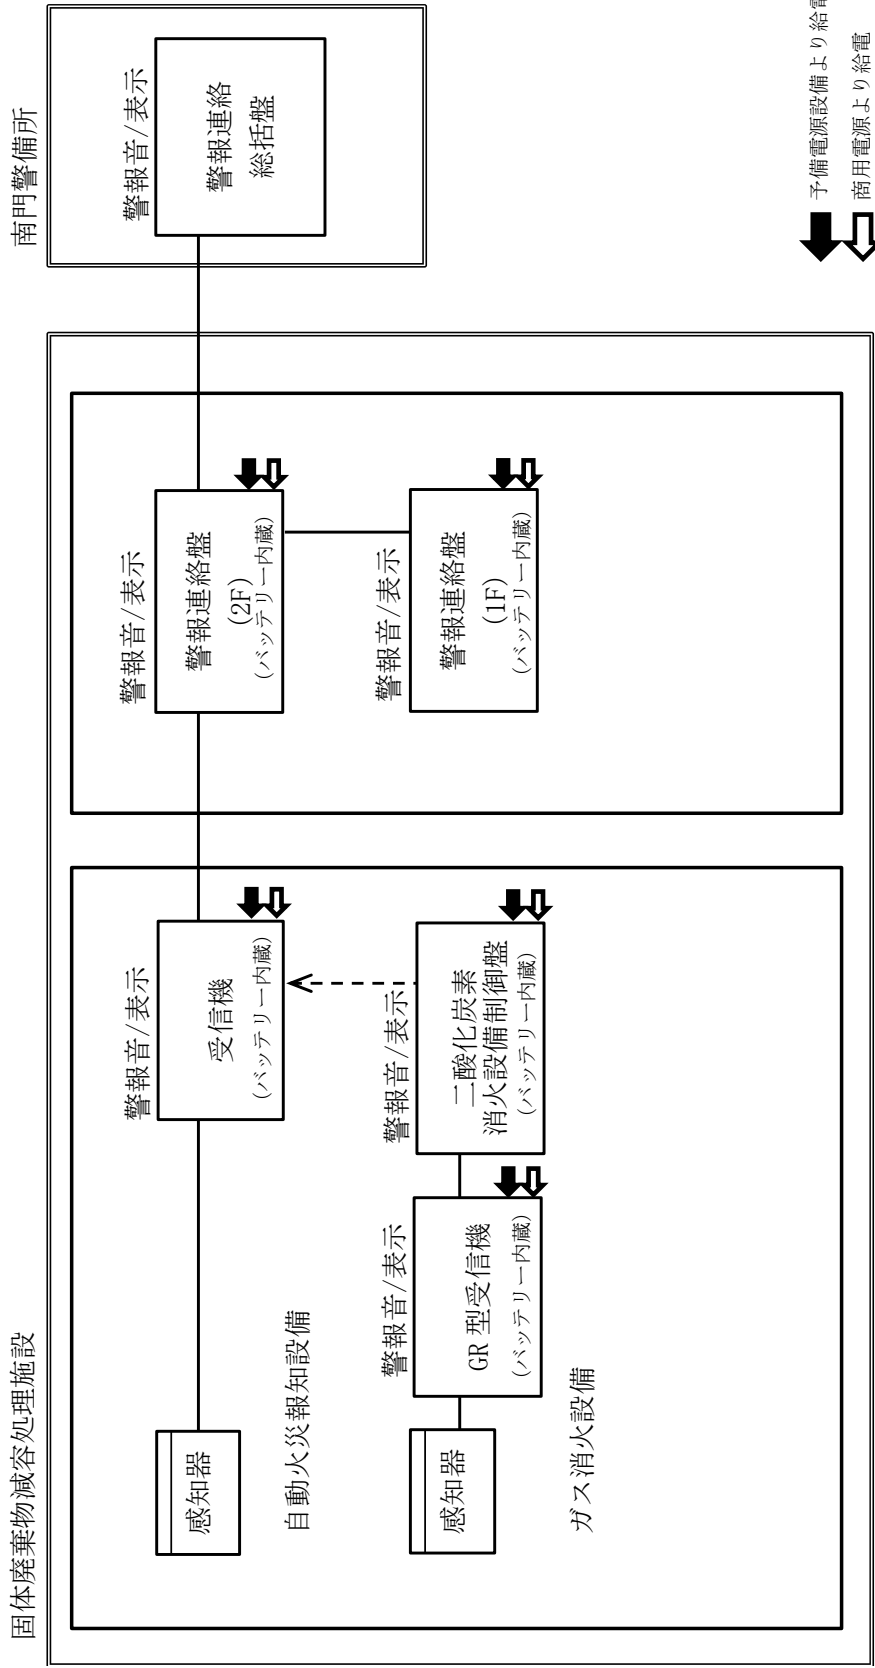 固体廃棄物減容処理施設
南門警備所
感知器
警報音/表示
受信機
(バッテリー内蔵)
自動火災報知設備
警報音/表示
警報連絡盤
(2F)
(バッテリー内蔵)
警報音/表示
警報連絡
総括盤
感知器
警報音/表示
GR 型受信機
(バッテリー内蔵)
警報音/表示
二酸化炭素
消火設備制御盤
(バッテリー内蔵)
ガス消火設備
警報音/表示
警報連絡盤
(1F)
(バッテリー内蔵)
予備電源設備より給電
商用電源より給電